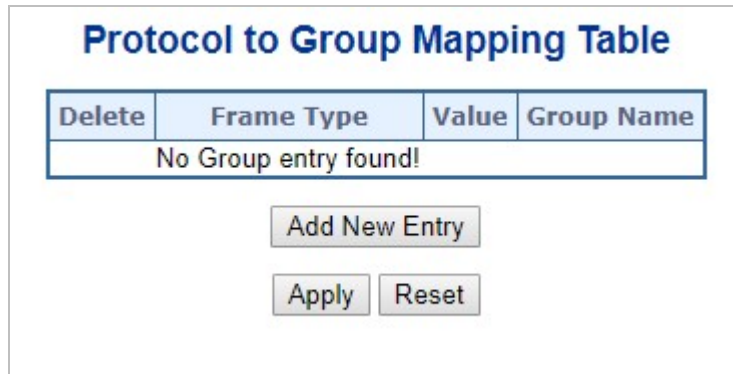 Protocol to Group Mapping Table
Delete Frame Type Value Group Name
No Group entry found!
Add New Entry
Apply Reset